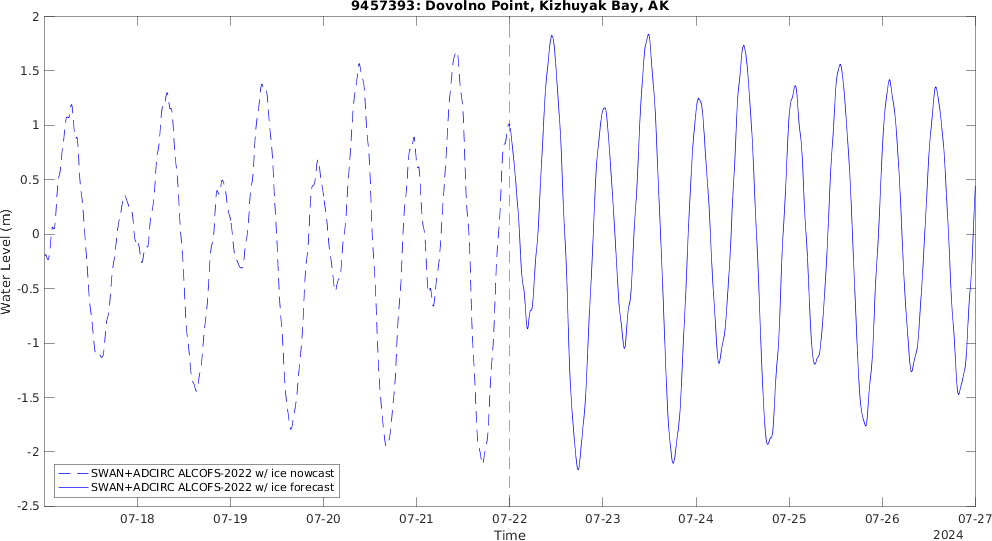 9457393: Dovolno Point, Kizhuyak Bay, AK
2
1.5
1
0.5
0
-0.5
-1
-1.5
-2
-2.5
Water Level (m)
SWAN+ADCIRC ALCOFS-2022 w/ ice nowcast
SWAN+ADCIRC ALCOFS-2022 w/ ice forecast
07-18 07-19 07-20 07-21 07-22 07-23 07-24 07-25 07-26 07-27
Time
2024